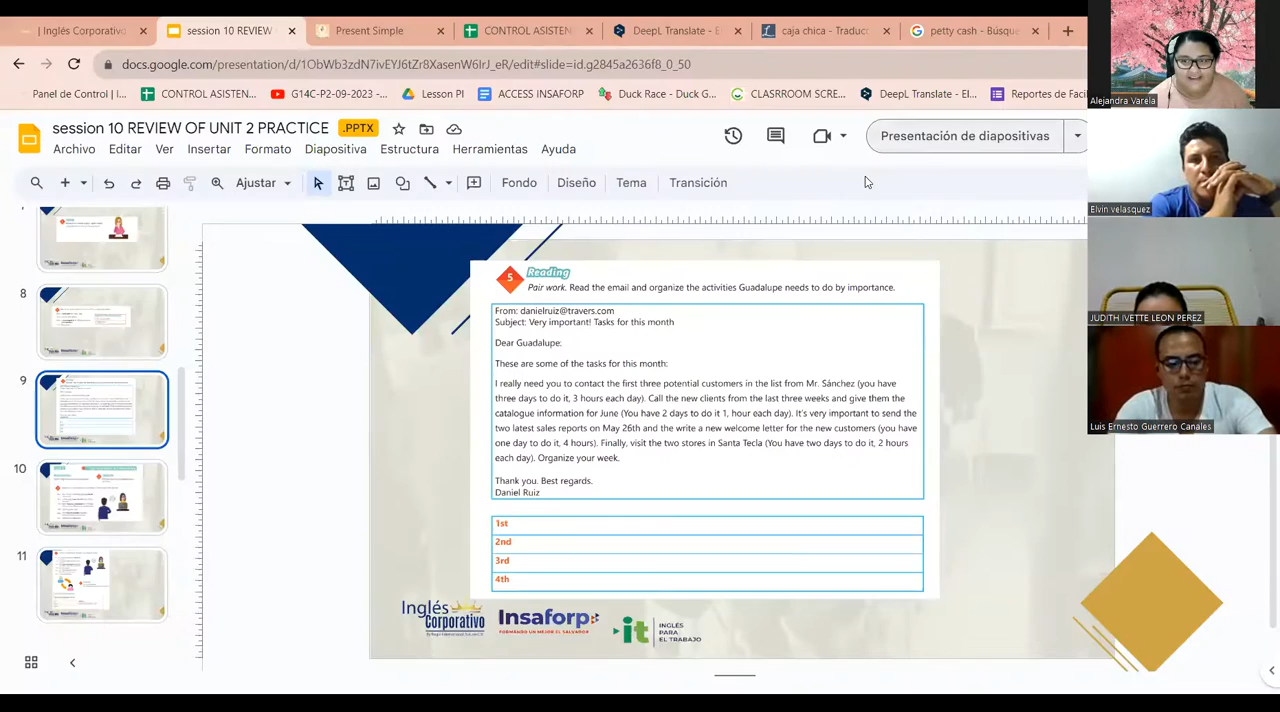 | Inglés Corporativo
session 10 REVIEW OF UNIT 2
Present Simple
CONTROL ASISTEN
DeepL Translate - E
caja chica - Traduc
petty cash - Búsque
docs.google.com/presentation/d/1ObWb3zdN7ivEYJ6tZr8XasenW6IrJ_eR/edit#slide=id.g2845a2636f8_0_50
Panel de Control | I...
CONTROL ASISTEN...
G14C-P2-09-2023 -...
Lesson Pl
ACCESS INSAFORP
Duck Race - Duck G...
CLASRROOM SCRE...
DeepL Translate - El...
Reportes de Facil
session 10 REVIEW OF UNIT 2 PRACTICE
.PPTX
Archivo Editar Ver Insertar Formato Diapositiva Estructura Herramientas Ayuda
Presentación de diapositivas
Ajustar
Fondo Diseño Tema Transición
8
9
10
11
5
Reading
Pair work. Read the email and organize the activities Guadalupe needs to do by importance.
From: danielruiz@travers.com
Subject: Very important! Tasks for this month
Dear Guadalupe:
These are some of the tasks for this month:
I really need you to contact the first three potential customers in the list from Mr. Sánchez (you have
three days to do it, 3 hours each day). Call the new clients from the last three weeks and give them the
catalogue information for June (You have 2 days to do it 1, hour each day). It's very important to send the
two latest sales reports on May 26th and the write a new welcome letter for the new customers (you have
one day to do it, 4 hours). Finally, visit the two stores in Santa Tecla (You have two days to do it, 2 hours
each day). Organize your week.
Thank you. Best regards.
Daniel Ruiz
1st
2nd
3rd
4th
Inglés
Corporativo
Insaforp
FORMANDO UN MEJOR EL SALVADOR
it
INGLÉS
PARA
EL TRABAJO
Alejandra Varela
Elvin velasquez
JUDITH IVETTE LEON PEREZ
Luis Ernesto Guerrero Canales